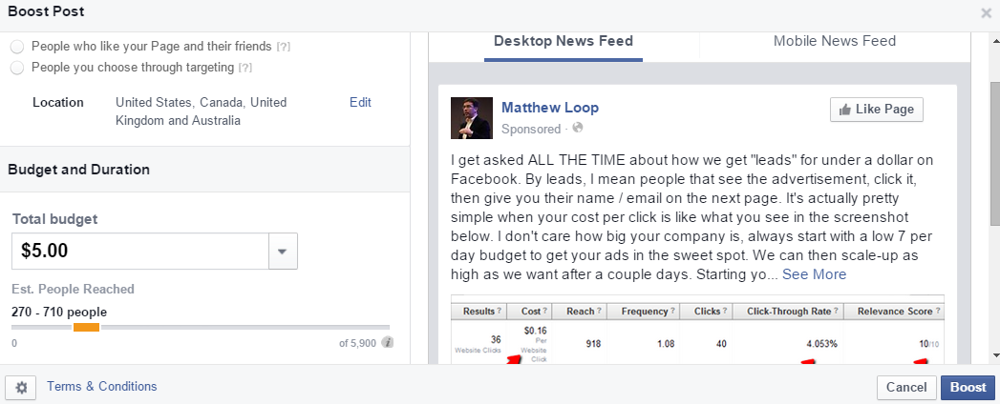 Boost Post
People who like your Page and their friends [?]
People you choose through targeting [?]
Location
United States, Canada, United
Kingdom and Australia
Edit
Budget and Duration
Total budget
$5.00
Est. People Reached
270 - 710 people
0
of 5,900 i
Desktop News Feed
Mobile News Feed
Matthew Loop
Sponsored ·
Like Page
I get asked ALL THE TIME about how we get "leads" for under a dollar on
Facebook. By leads, I mean people that see the advertisement, click it,
then give you their name / email on the next page. It's actually pretty
simple when your cost per click is like what you see in the screenshot
below. I don't care how big your company is, always start with a low 7 per
day budget to get your ads in the sweet spot. We can then scale-up as
high as we want after a couple days. Starting yo... See More
Results ? Cost ? Reach ? Frequency ? Clicks ? Click-Through Rate ? Relevance Score ?
36
Website Clicks
$0.16
Per
Website
Click
918
1.08
40
4.053%
10/10
Terms & Conditions
Cancel
Boost